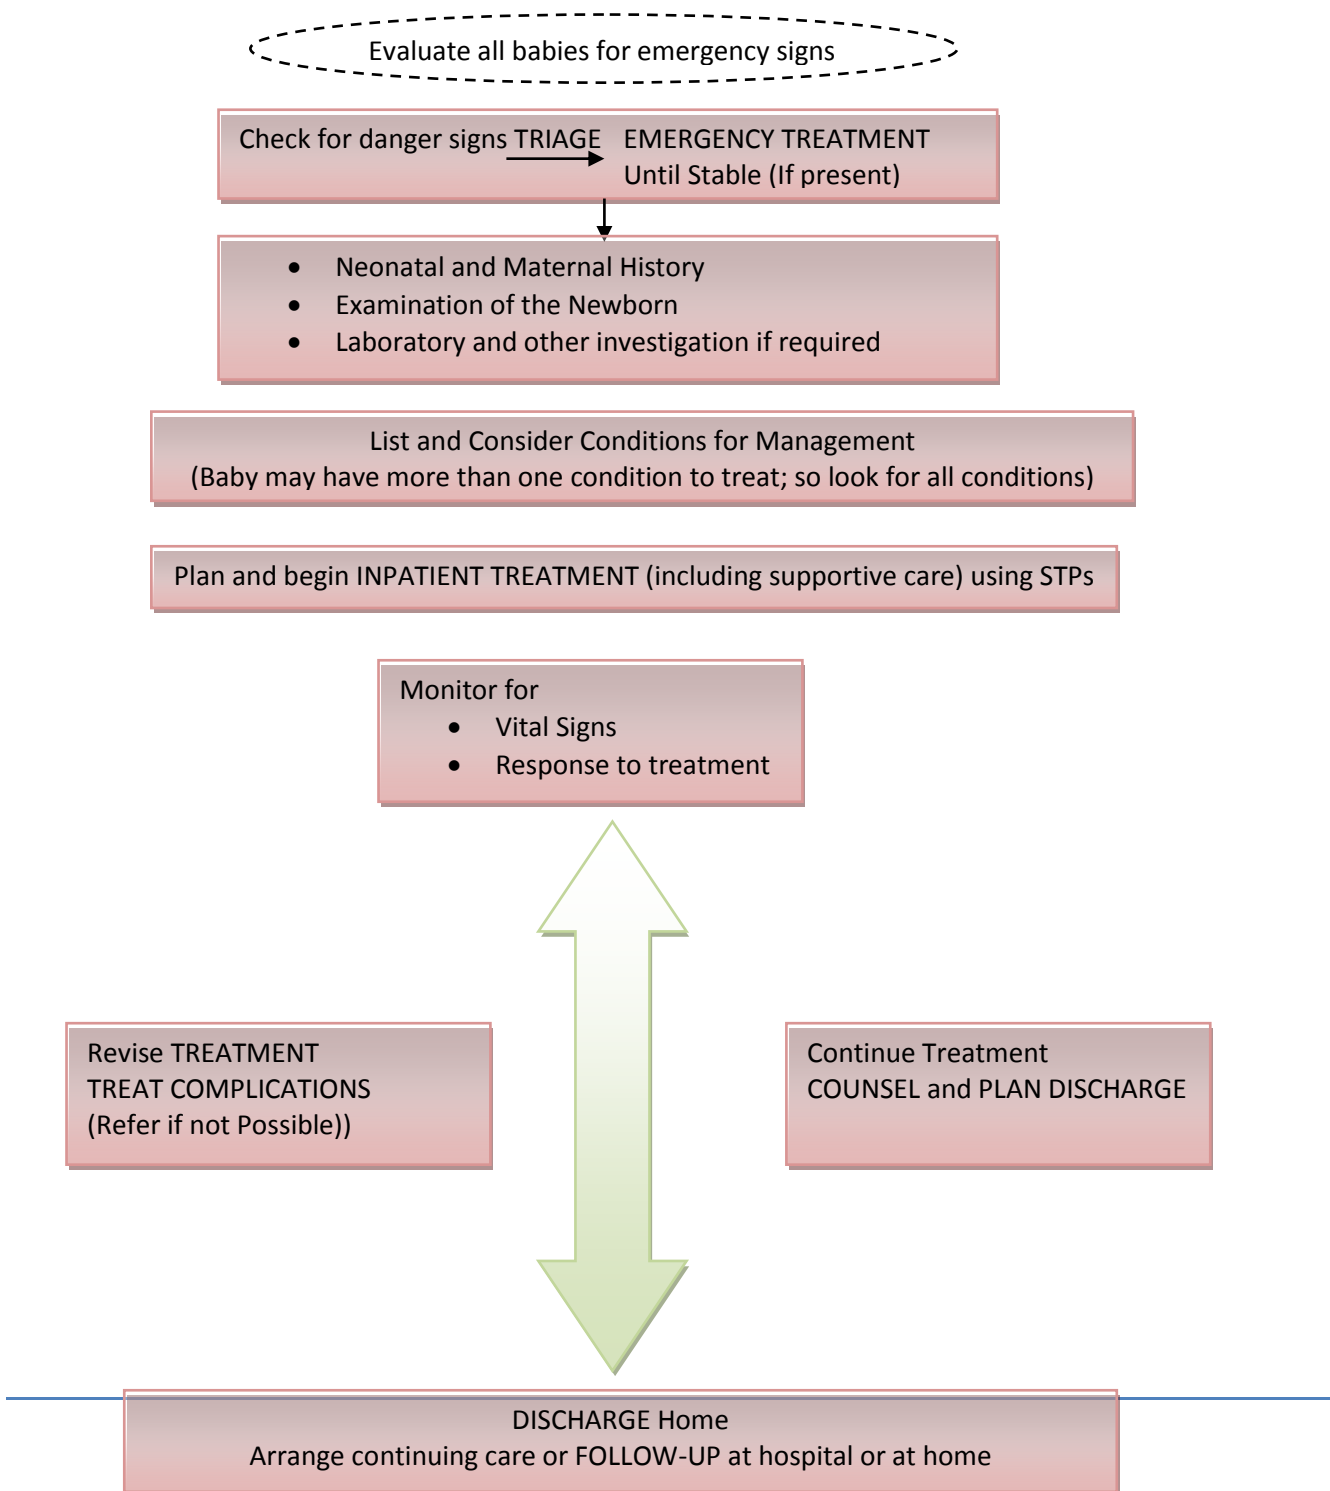 Evaluate all babies for emergency signs
Check for danger signs TRIAGE EMERGENCY TREATMENT
Until Stable (If present)
• Neonatal and Maternal History
• Examination of the Newborn
• Laboratory and other investigation if required
List and Consider Conditions for Management
(Baby may have more than one condition to treat; so look for all conditions)
Plan and begin INPATIENT TREATMENT (including supportive care) using STPs
Monitor for
• Vital Signs
• Response to treatment
Revise TREATMENT
TREAT COMPLICATIONS
(Refer if not Possible))
Continue Treatment
COUNSEL and PLAN DISCHARGE
DISCHARGE Home
Arrange continuing care or FOLLOW-UP at hospital or at home